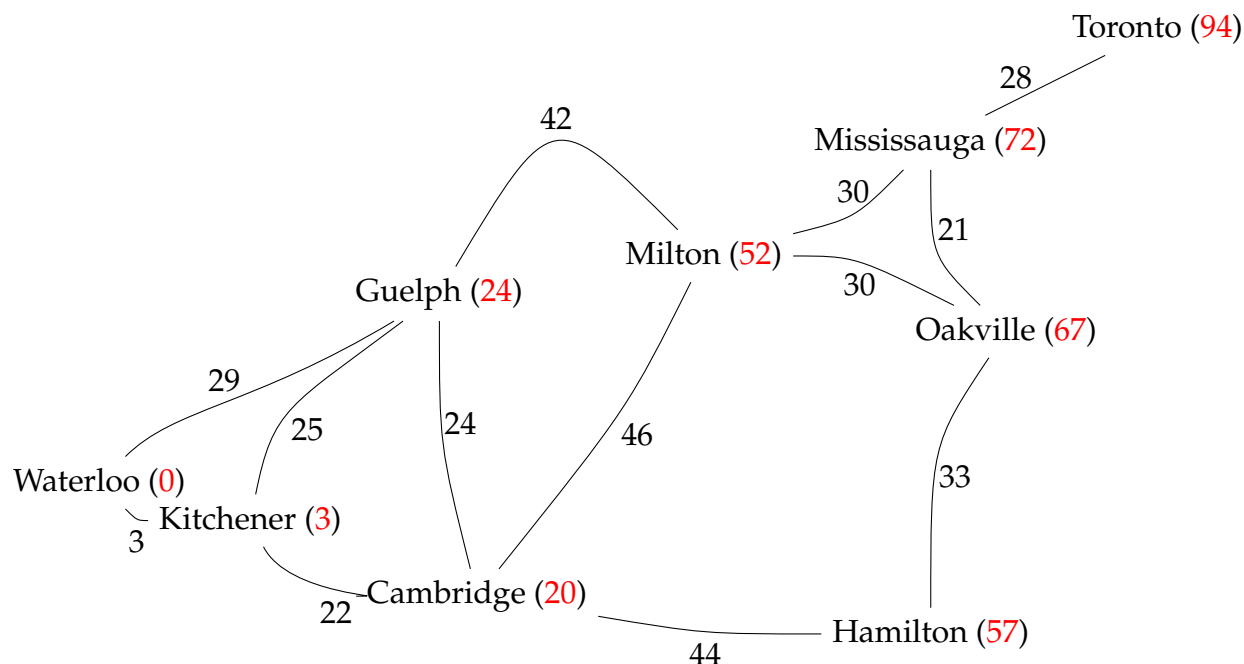 Toronto (94)
28
42
Mississauga (72)
30
21
Milton (52)
30
Guelph (24)
Oakville (67)
29
25
24
46
Waterloo (0)
33
Kitchener (3)
3
Cambridge (20)
22
Hamilton (57)
44